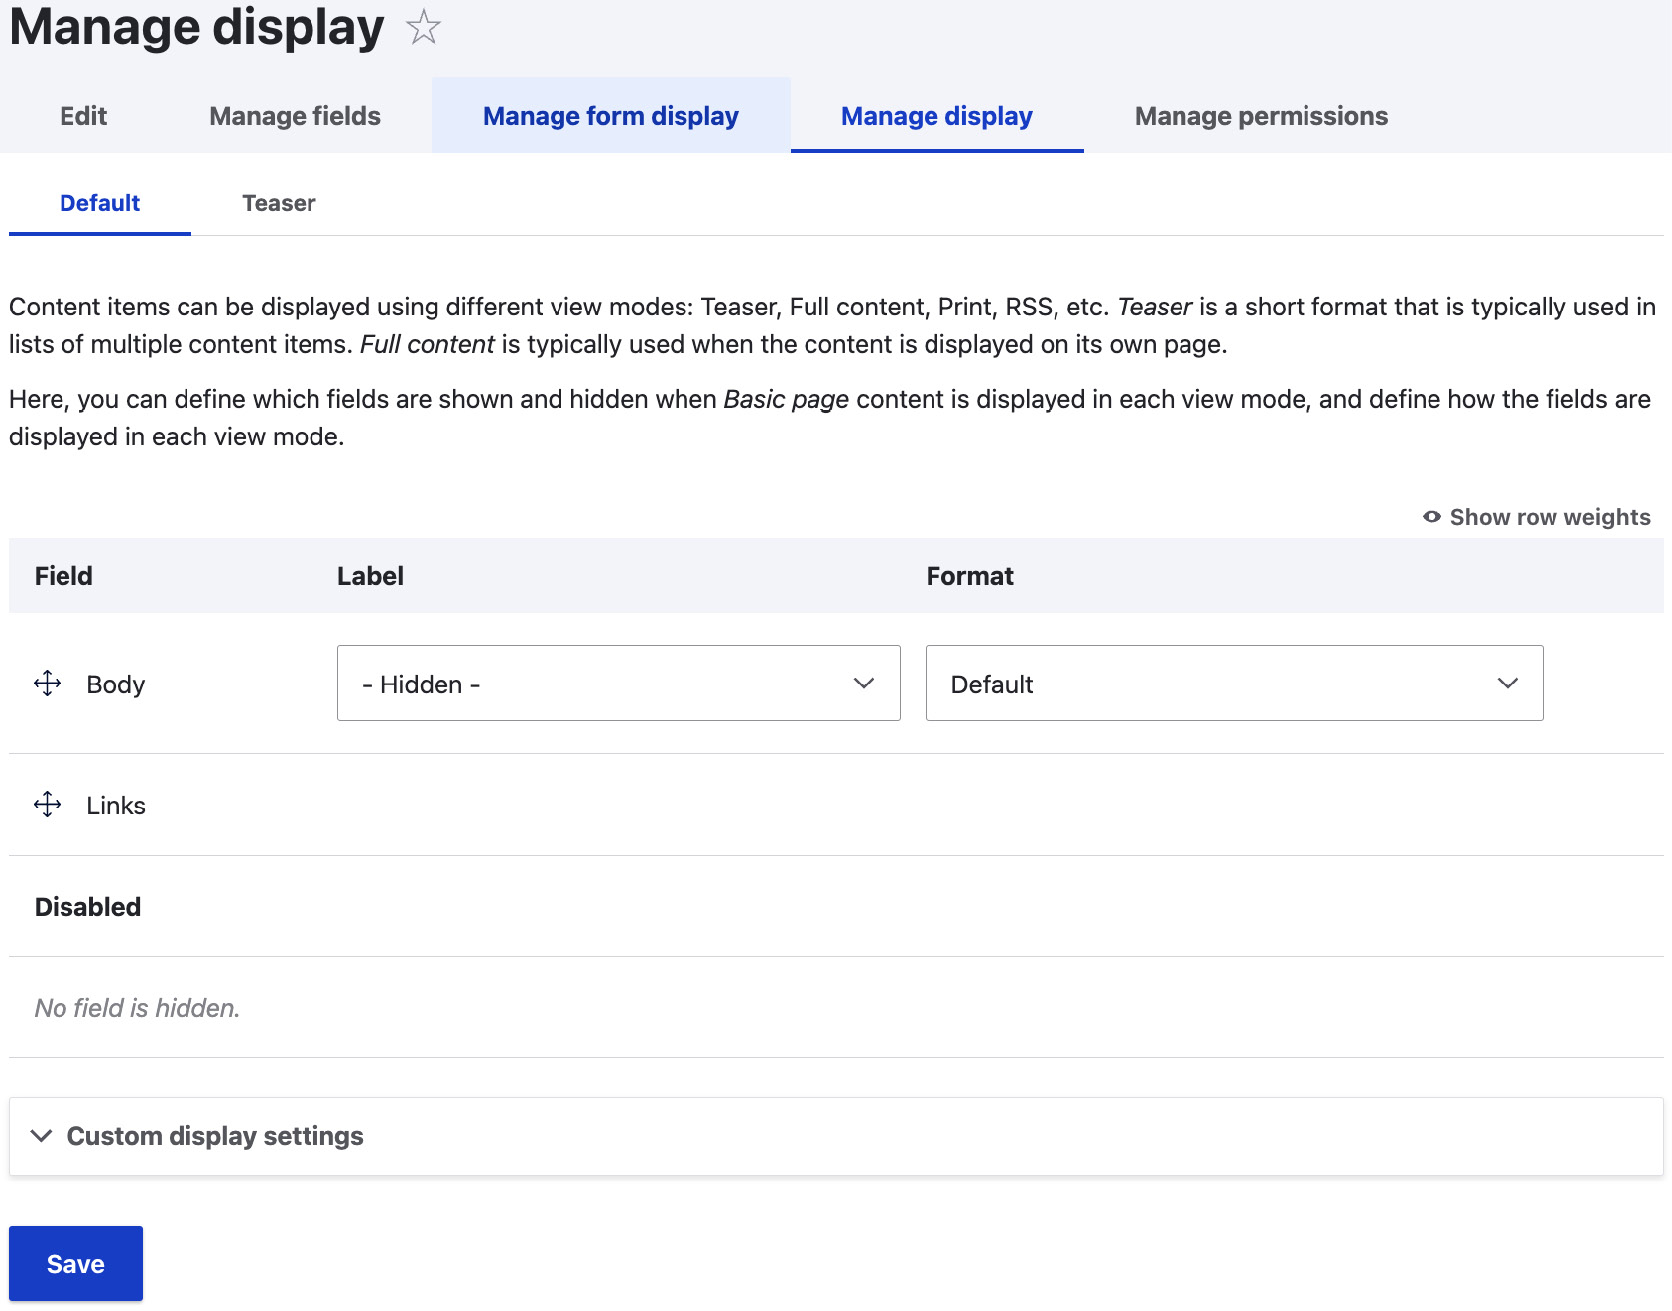 Manage display
Edit Manage fields Manage form display Manage display Manage permissions
Default Teaser
Content items can be displayed using different view modes: Teaser, Full content, Print, RSS, etc. Teaser is a short format that is typically used in
lists of multiple content items. Full content is typically used when the content is displayed on its own page.
Here, you can define which fields are shown and hidden when Basic page content is displayed in each view mode, and define how the fields are
displayed in each view mode.
Show row weights
Field Label Format
Body - Hidden - Default
Links
Disabled
No field is hidden.
Custom display settings
Save